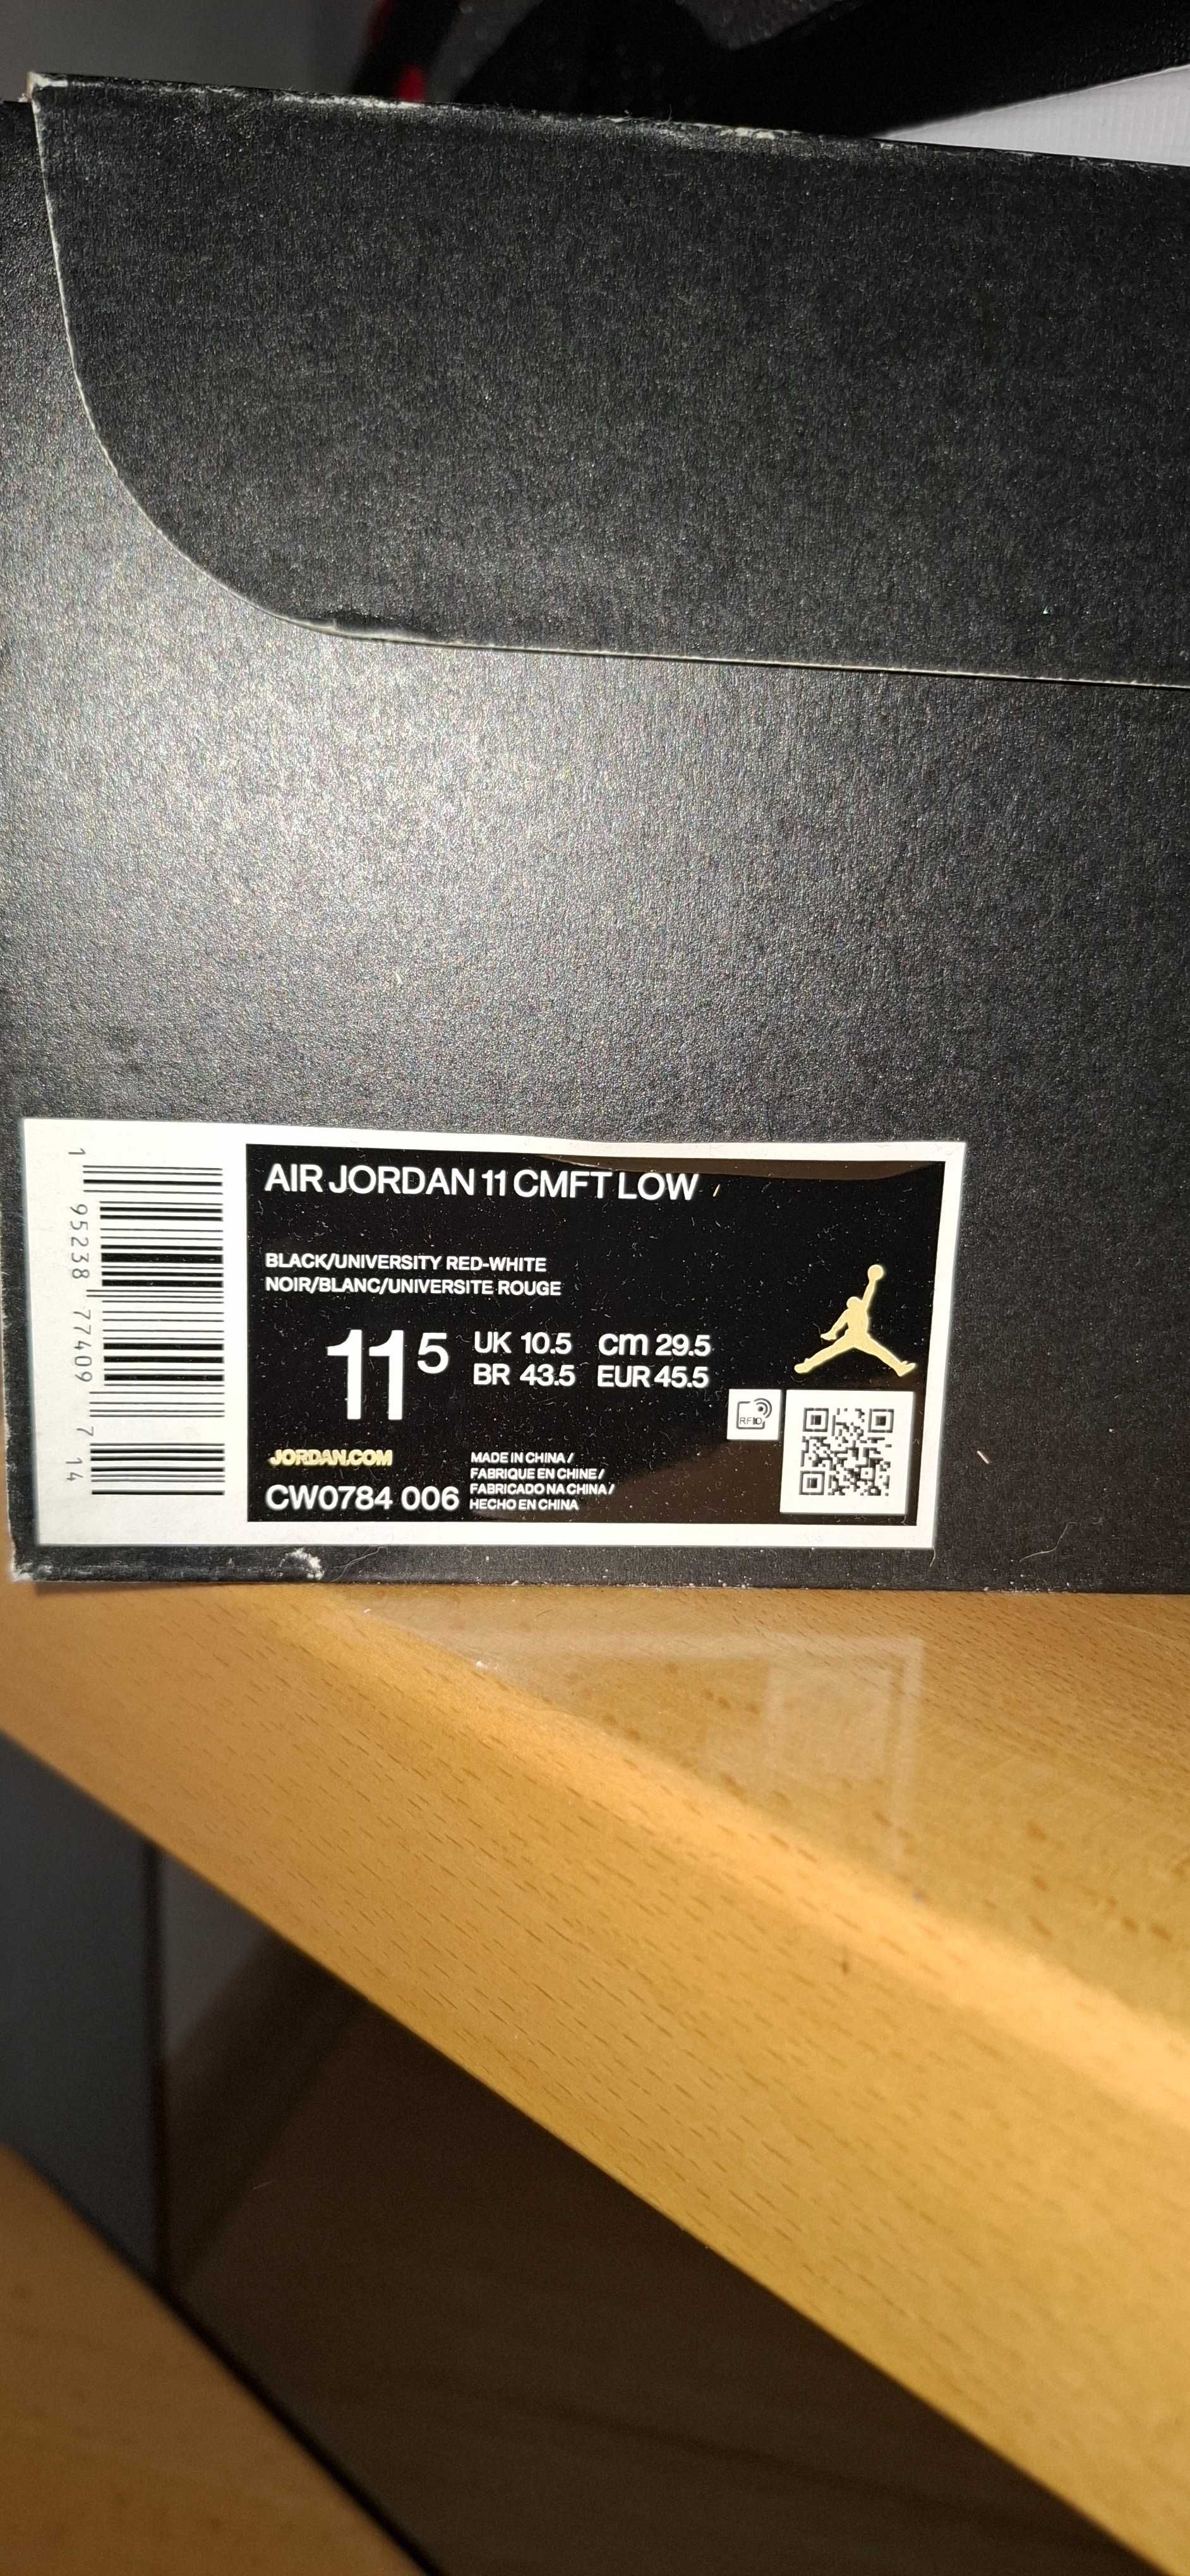 AIR JORDAN 11 CMFT LOW
BLACK/UNIVERSITY RED-WHITE
NOIR/BLANC/UNIVERSITE ROUGE
11 5
UK 10.5 cm 29.5
BR 43.5 EUR 45.5
RFID
JORDAN.COM
CW0784 006
MADE IN CHINA /
FABRIQUE EN CHINE /
FABRICADO NA CHINA /
HECHO EN CHINA
1 95238 77409 7 14